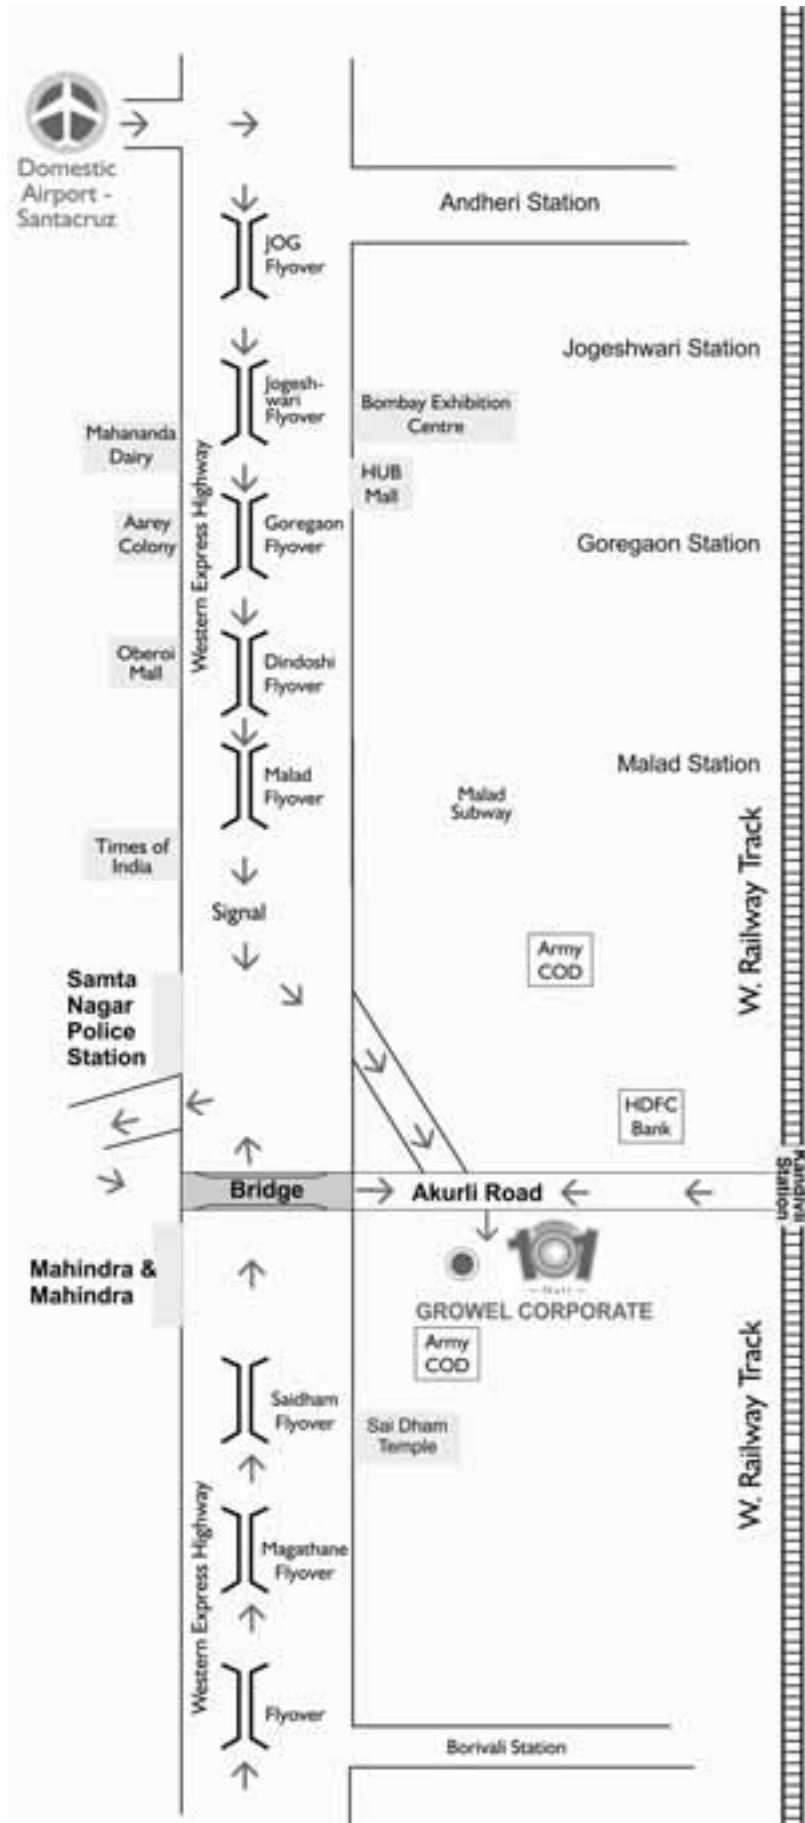 Domestic
Airport -
Santacruz
Andheri Station
JOG
Flyover
Jogeshwari Station
Jogesh-
wari
Flyover
Bombay Exhibition
Centre
Mahananda
Dairy
HUB
Mall
Western Express Highway
Aarey
Colony
Goregaon
Flyover
Goregaon Station
Oberoi
Mall
Dindoshi
Flyover
Malad
Flyover
Malad Station
Malad
Subway
Times of
India
W. Railway Track
Signal
Army
COD
Samta
Nagar
Police
Station
HDFC
Bank
Kandivli
Station
Bridge
Akurli Road
Mahindra &
Mahindra
101
GROWEL CORPORATE
Army
COD
W. Railway Track
Saidham
Flyover
Sai Dham
Temple
Western Express Highway
Magathane
Flyover
Flyover
Borivali Station